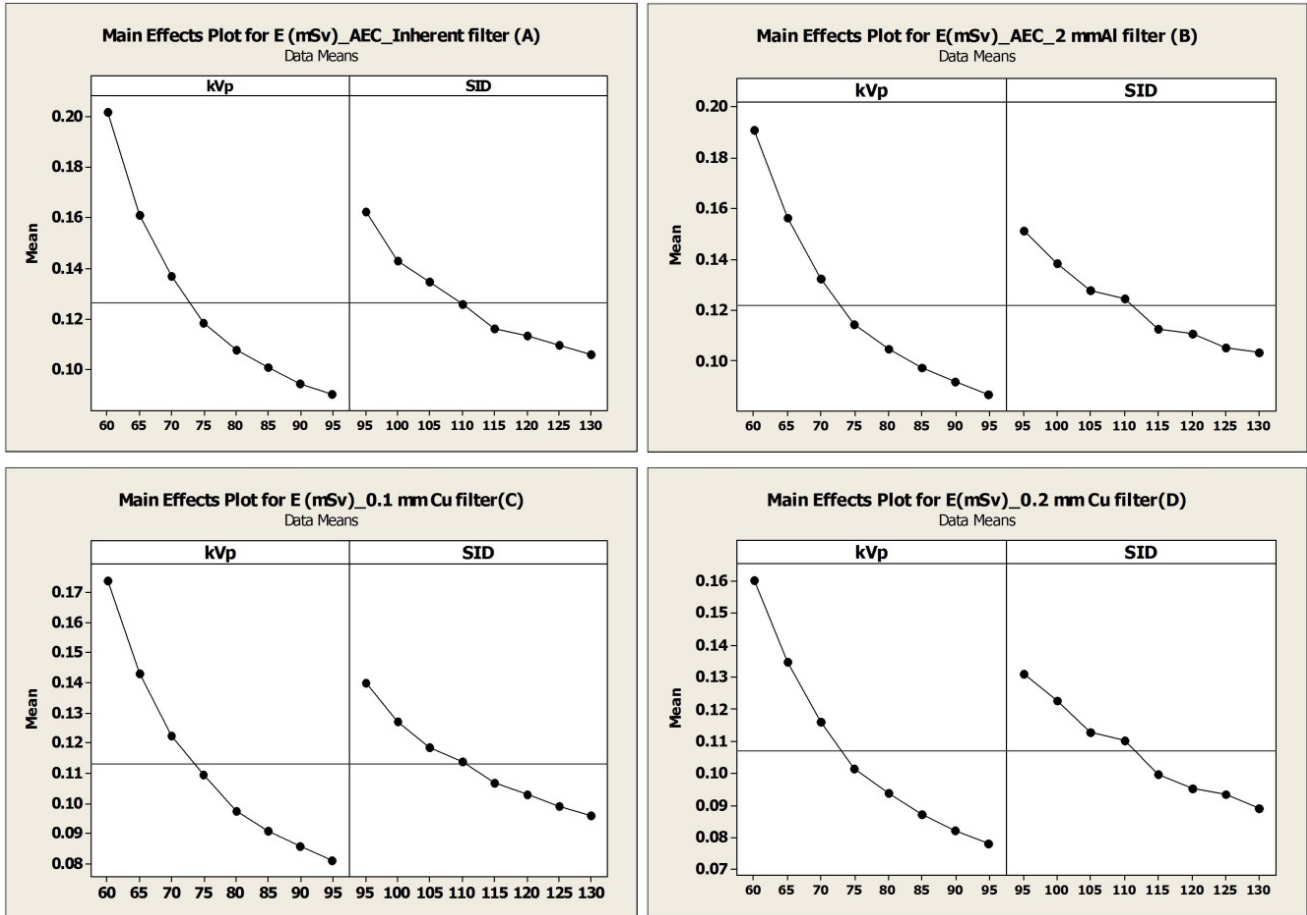 Main Effects Plot for E (mSv)_AEC_Inherent filter (A)
Data Means
kVp SID
0.20
0.18
0.16
0.14
0.12
0.10
Mean
60 65 70 75 80 85 90 95 95 100 105 110 115 120 125 130
Main Effects Plot for E(mSv)_AEC_2 mmAl filter (B)
Data Means
kVp SID
0.20
0.18
0.16
0.14
0.12
0.10
Mean
60 65 70 75 80 85 90 95 95 100 105 110 115 120 125 130
Main Effects Plot for E (mSv)_0.1 mm Cu filter(C)
Data Means
kVp SID
0.17
0.16
0.15
0.14
0.13
0.12
0.11
0.10
0.09
0.08
Mean
60 65 70 75 80 85 90 95 95 100 105 110 115 120 125 130
Main Effects Plot for E(mSv)_0.2 mm Cu filter(D)
Data Means
kVp SID
0.16
0.15
0.14
0.13
0.12
0.11
0.10
0.09
0.08
0.07
Mean
60 65 70 75 80 85 90 95 95 100 105 110 115 120 125 130